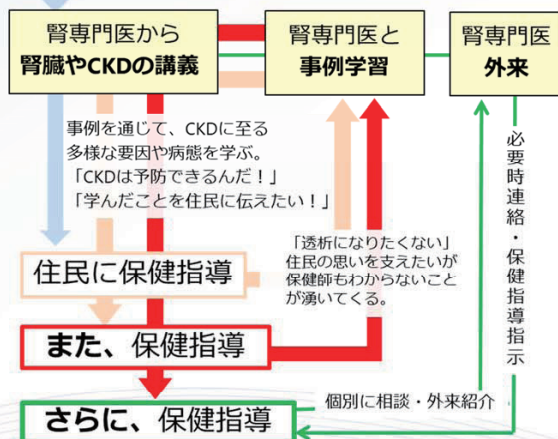 腎専門医から
腎臓やCKDの講義
腎専門医と
事例学習
腎専門医
外来
事例を通じて、CKDに至る
多様な要因や病態を学ぶ。
「CKDは予防できるんだ！」
「学んだことを住民に伝えたい！」
「透析になりたくない」
住民の思いを支えたいが
保健師もわからないこと
が湧いてくる。
必要時連絡・保健指導指示
住民に保健指導
また、保健指導
個別に相談・外来紹介
さらに、保健指導